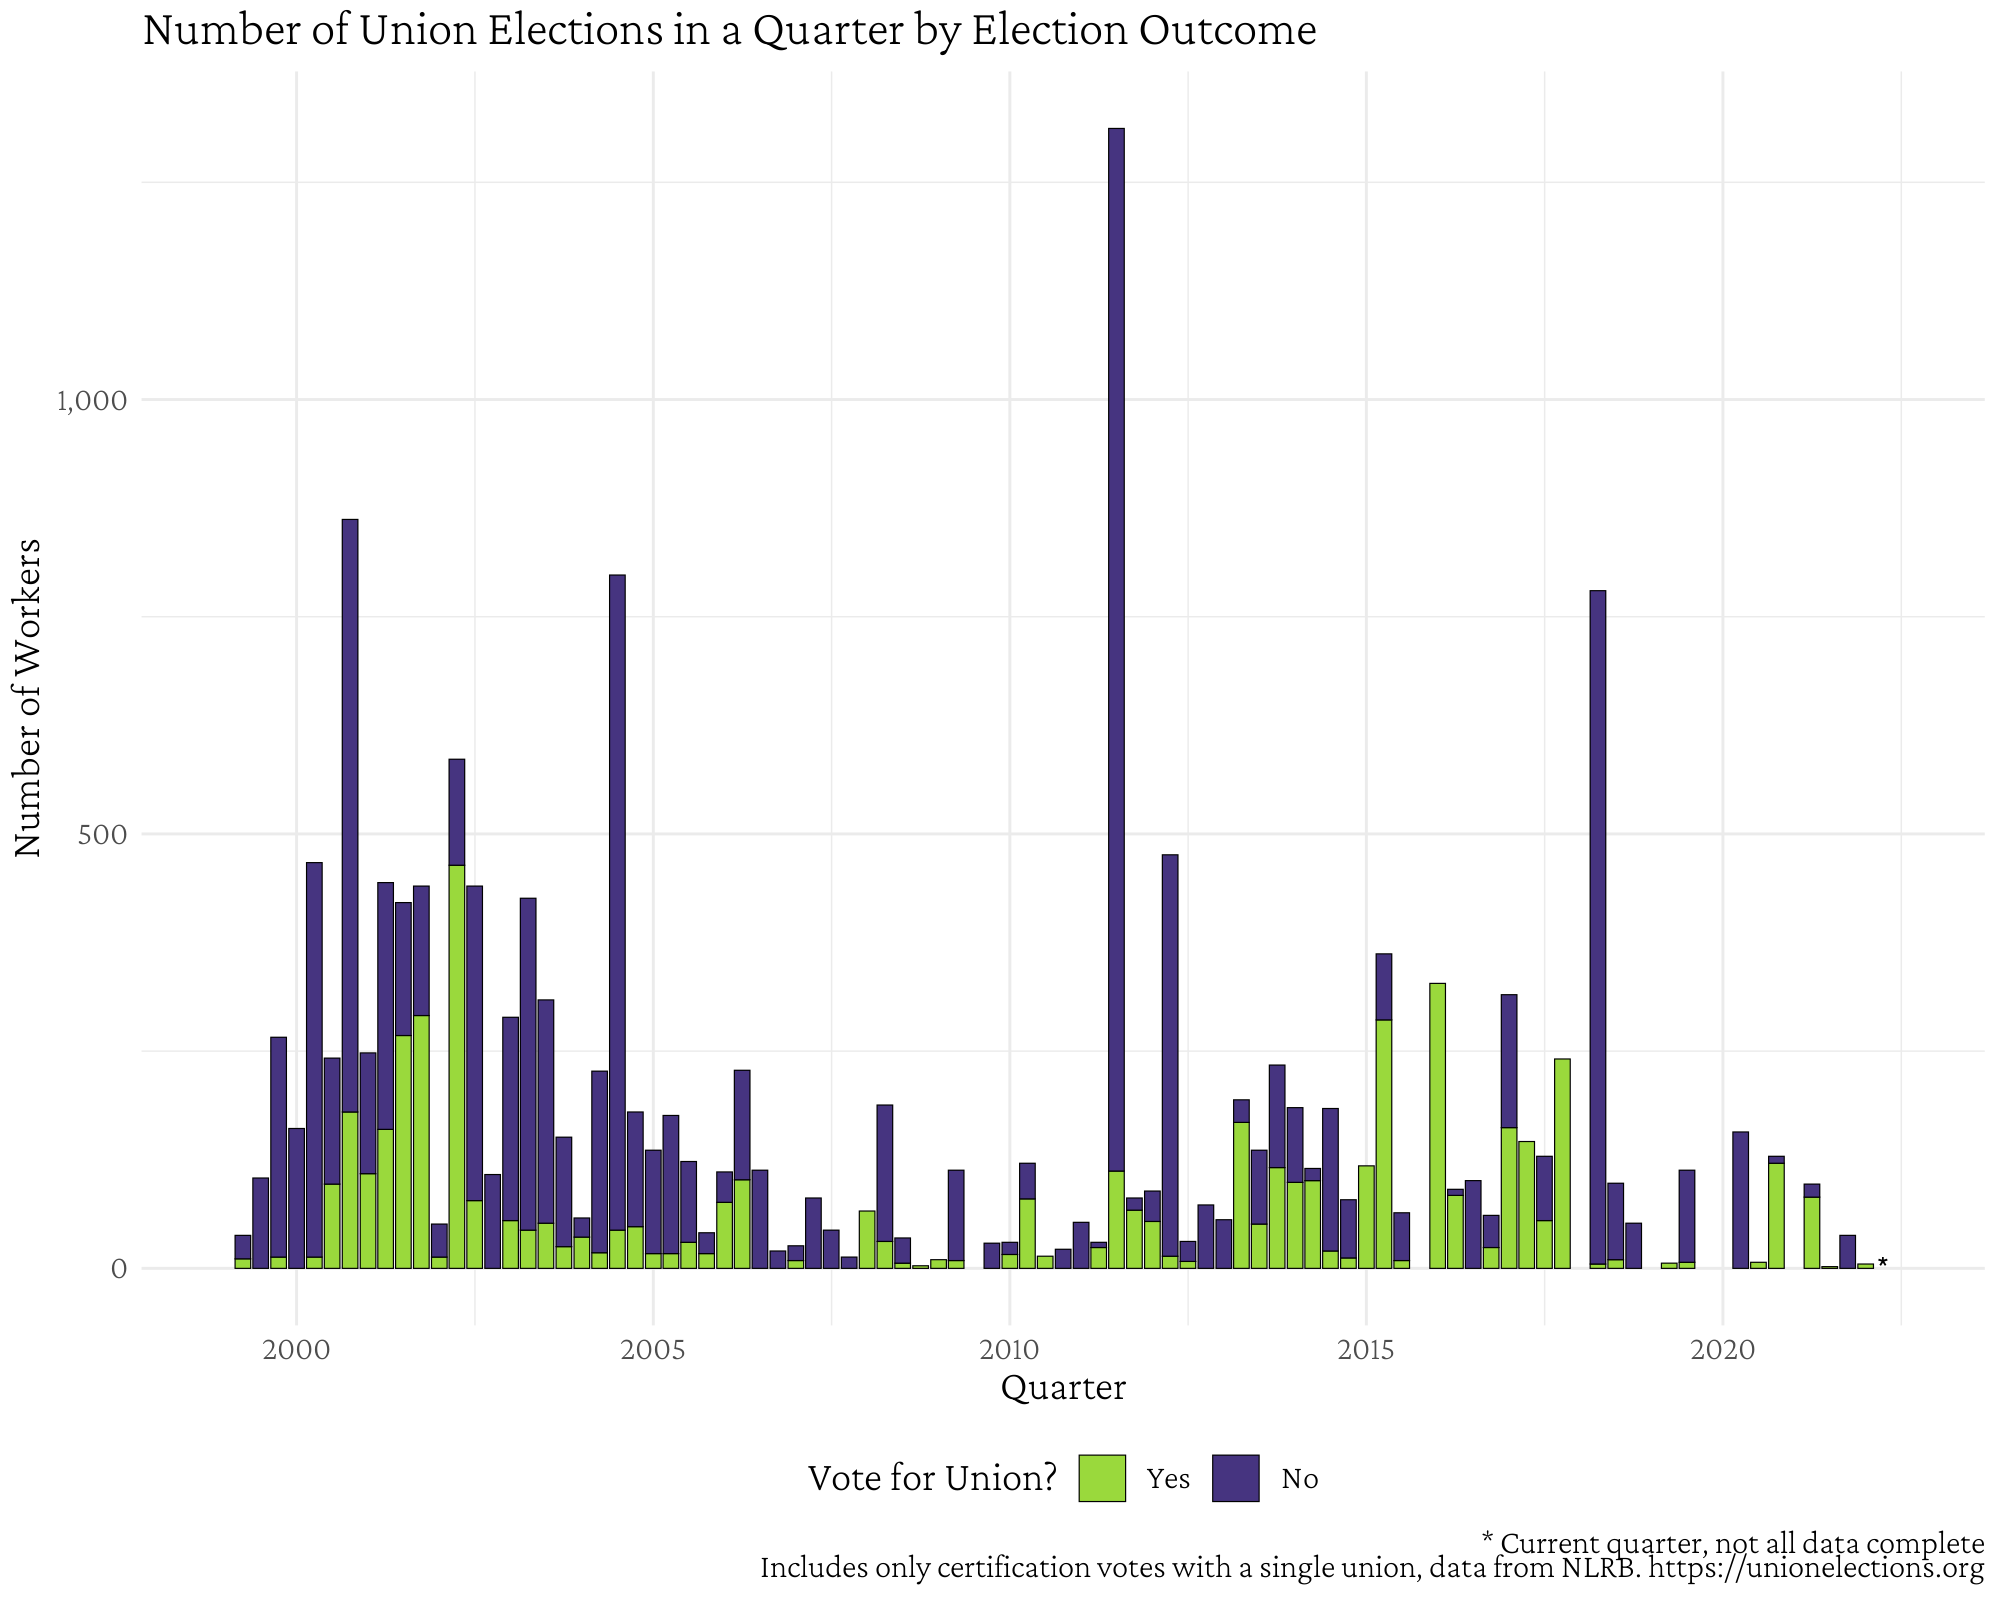 Number of Union Elections in a Quarter by Election Outcome
Number of Workers
1,000
500
0
*
2000 2005 2010 2015 2020
Quarter
Vote for Union? Yes No
* Current quarter, not all data complete
Includes only certification votes with a single union, data from NLRB. https://unionelections.org